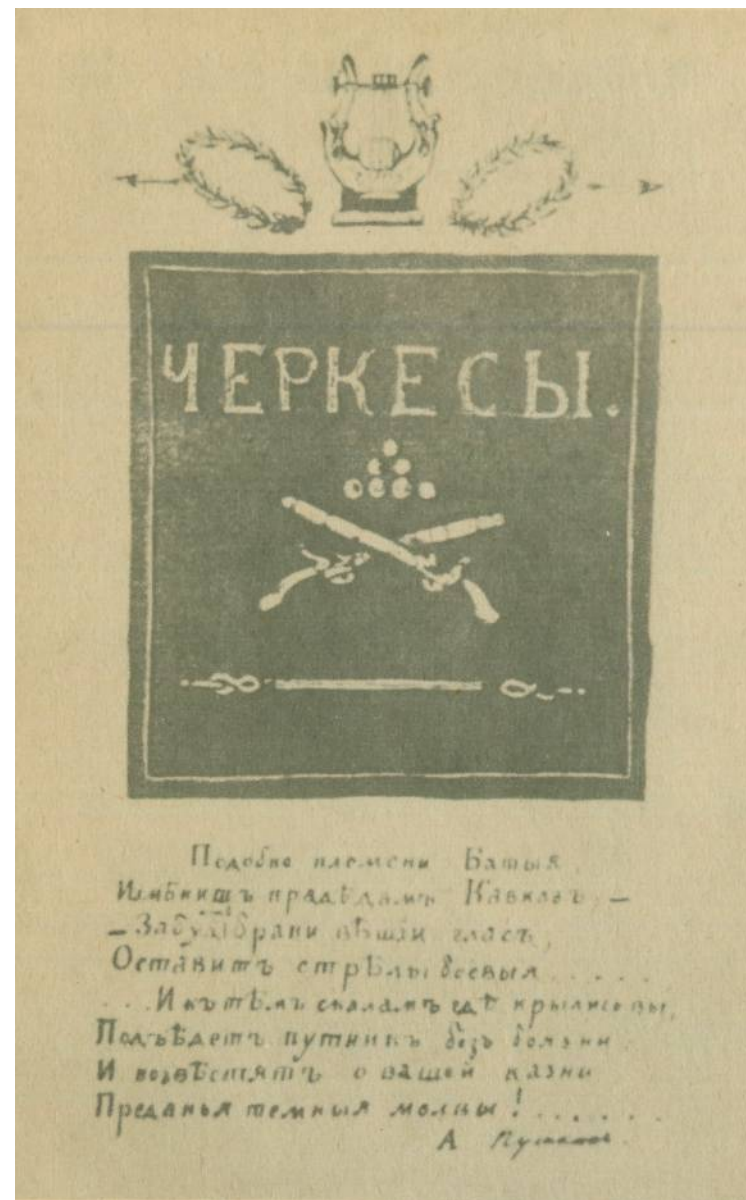 ЧЕРКЕСЫ.
Подобно племени Батыя,
Измѣнитъ прадѣдамъ Кавказъ, —
— Забудетъ брани вѣщій гласъ,
Оставитъ стрѣлы боевыя . . . . .
. . . И къ тѣмъ скаламъ гдѣ крылись вы,
Подъѣдетъ путникъ безъ боязни
И возвѣстятъ о вашей казни
Преданья темныя молвы! . . . . . .
А Пушкинъ.